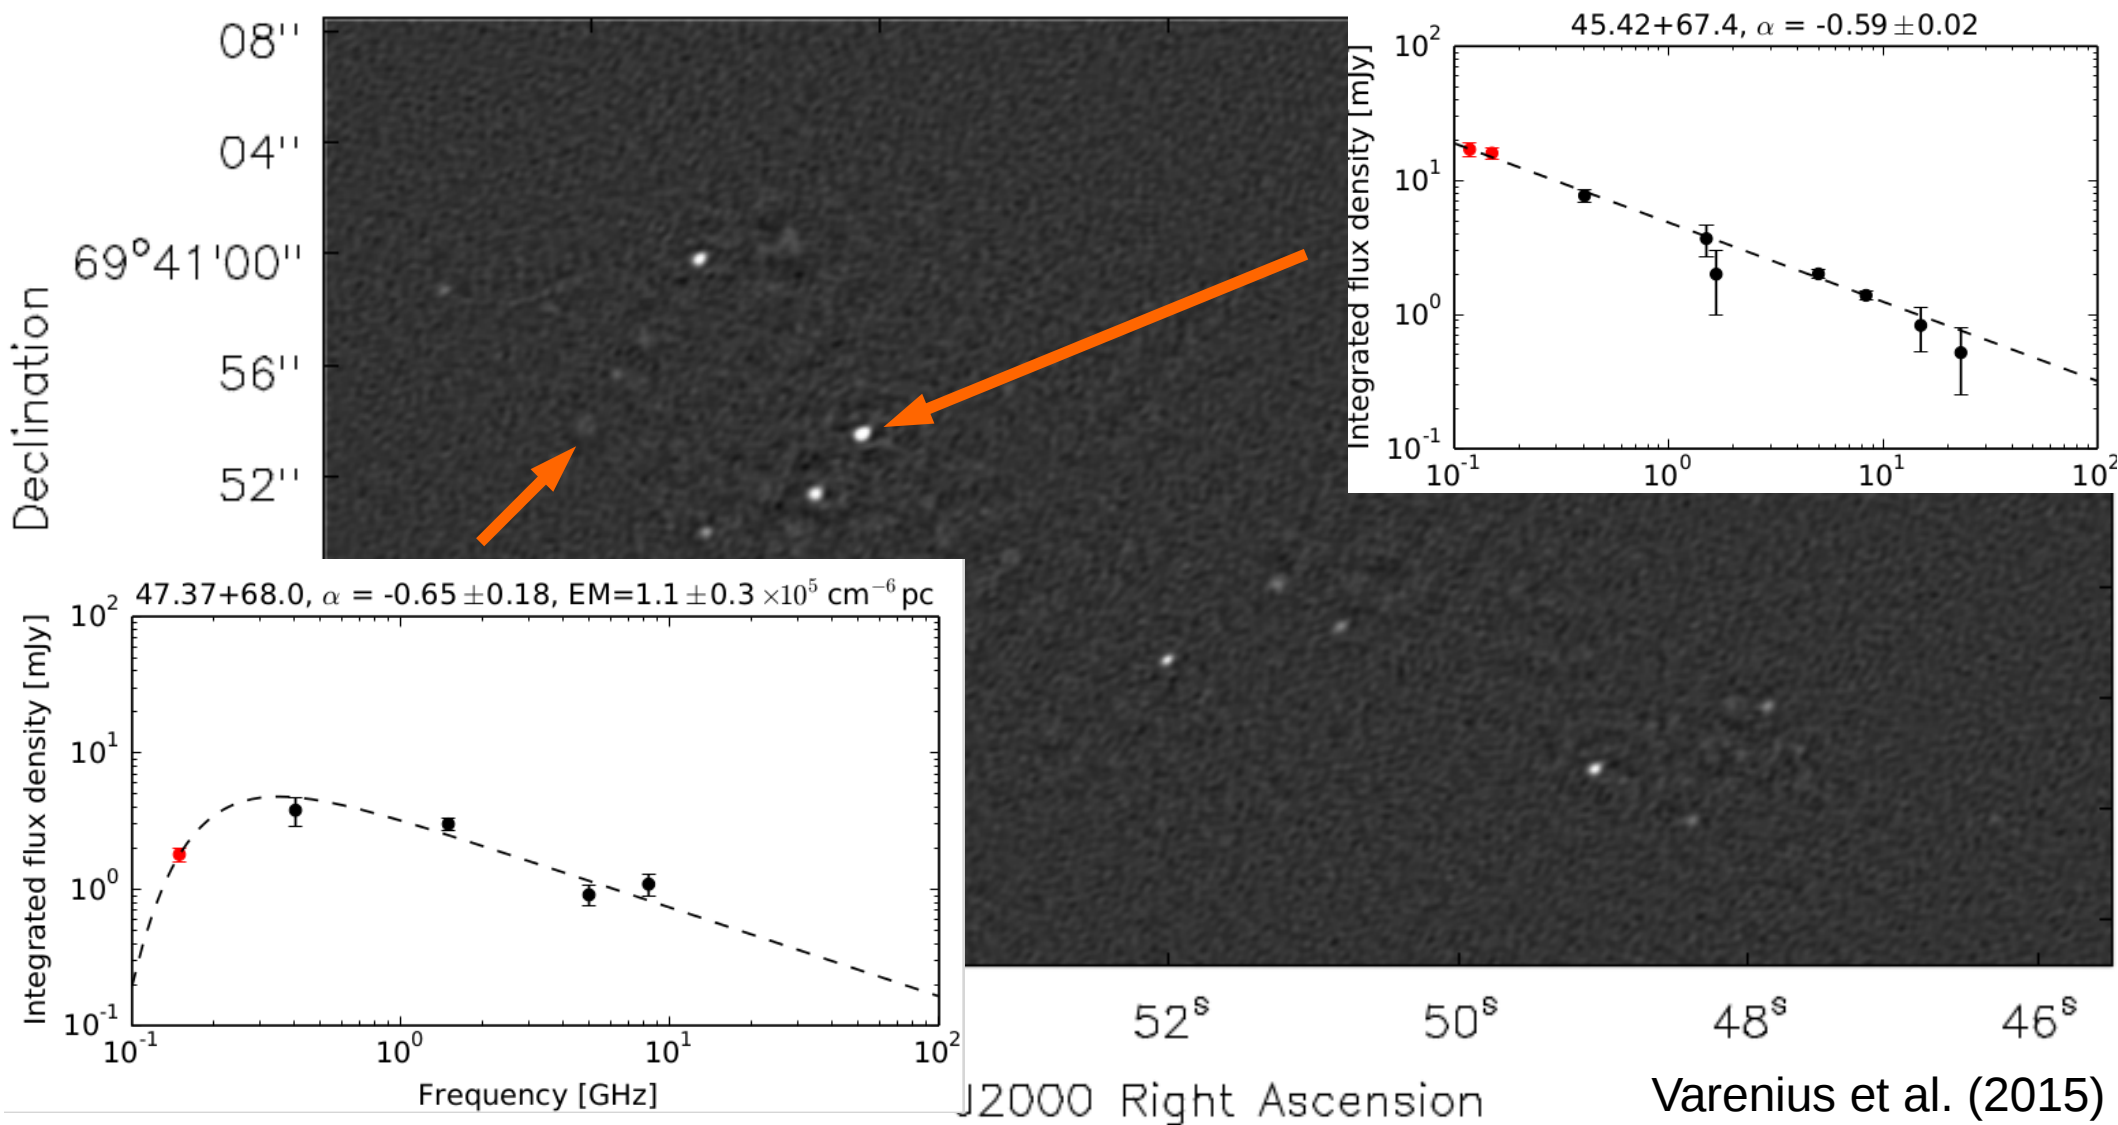 08''
04''
69°41'00''
56''
52''
Declination
45.42+67.4, α = -0.59±0.02
Integrated flux density [mJy]
10²
10¹
10⁰
10⁻¹
10⁻¹ 10⁰ 10¹ 10²
47.37+68.0, α = -0.65±0.18, EM=1.1±0.3 ×10⁵ cm⁻⁶ pc
Integrated flux density [mJy]
10²
10¹
10⁰
10⁻¹
10⁻¹ 10⁰ 10¹ 10²
Frequency [GHz]
52ˢ 50ˢ 48ˢ 46ˢ
J2000 Right Ascension
Varenius et al. (2015)